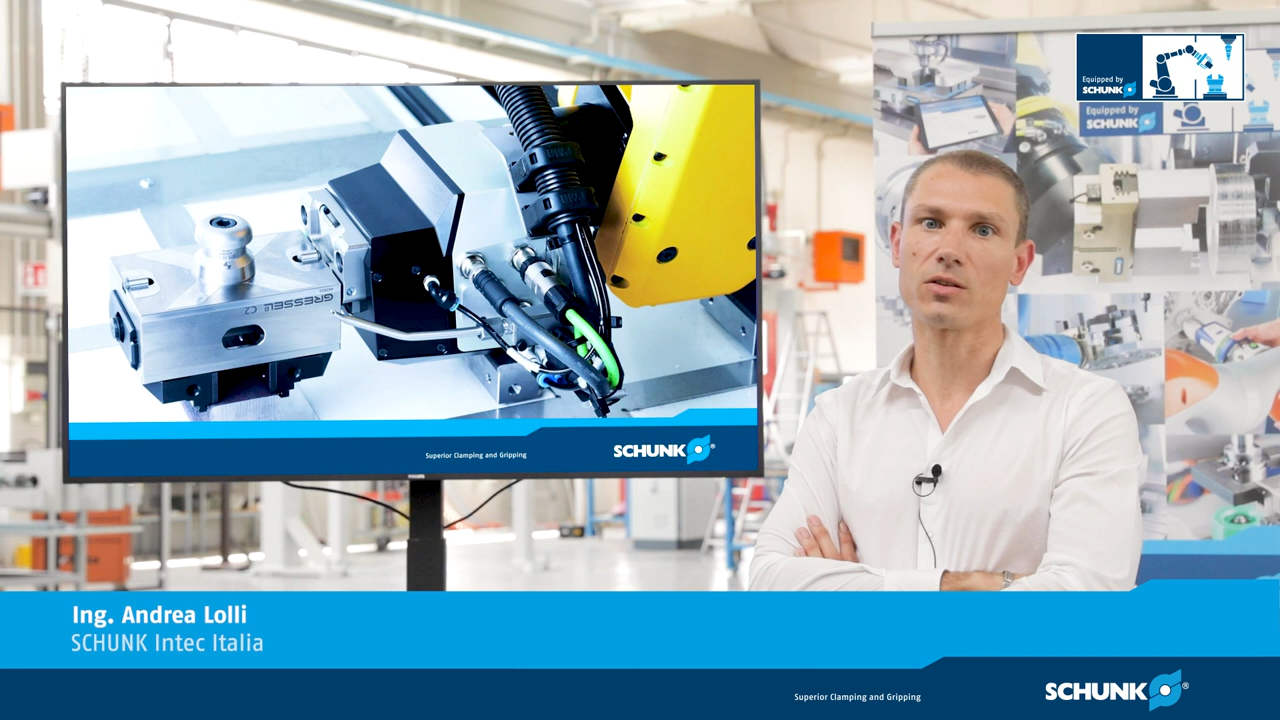 Equipped by
SCHUNK
Equipped by
SCHUNK
GRESSEL
C2
Superior Clamping and Gripping
SCHUNK®
Ing. Andrea Lolli
SCHUNK Intec Italia
Superior Clamping and Gripping
SCHUNK®